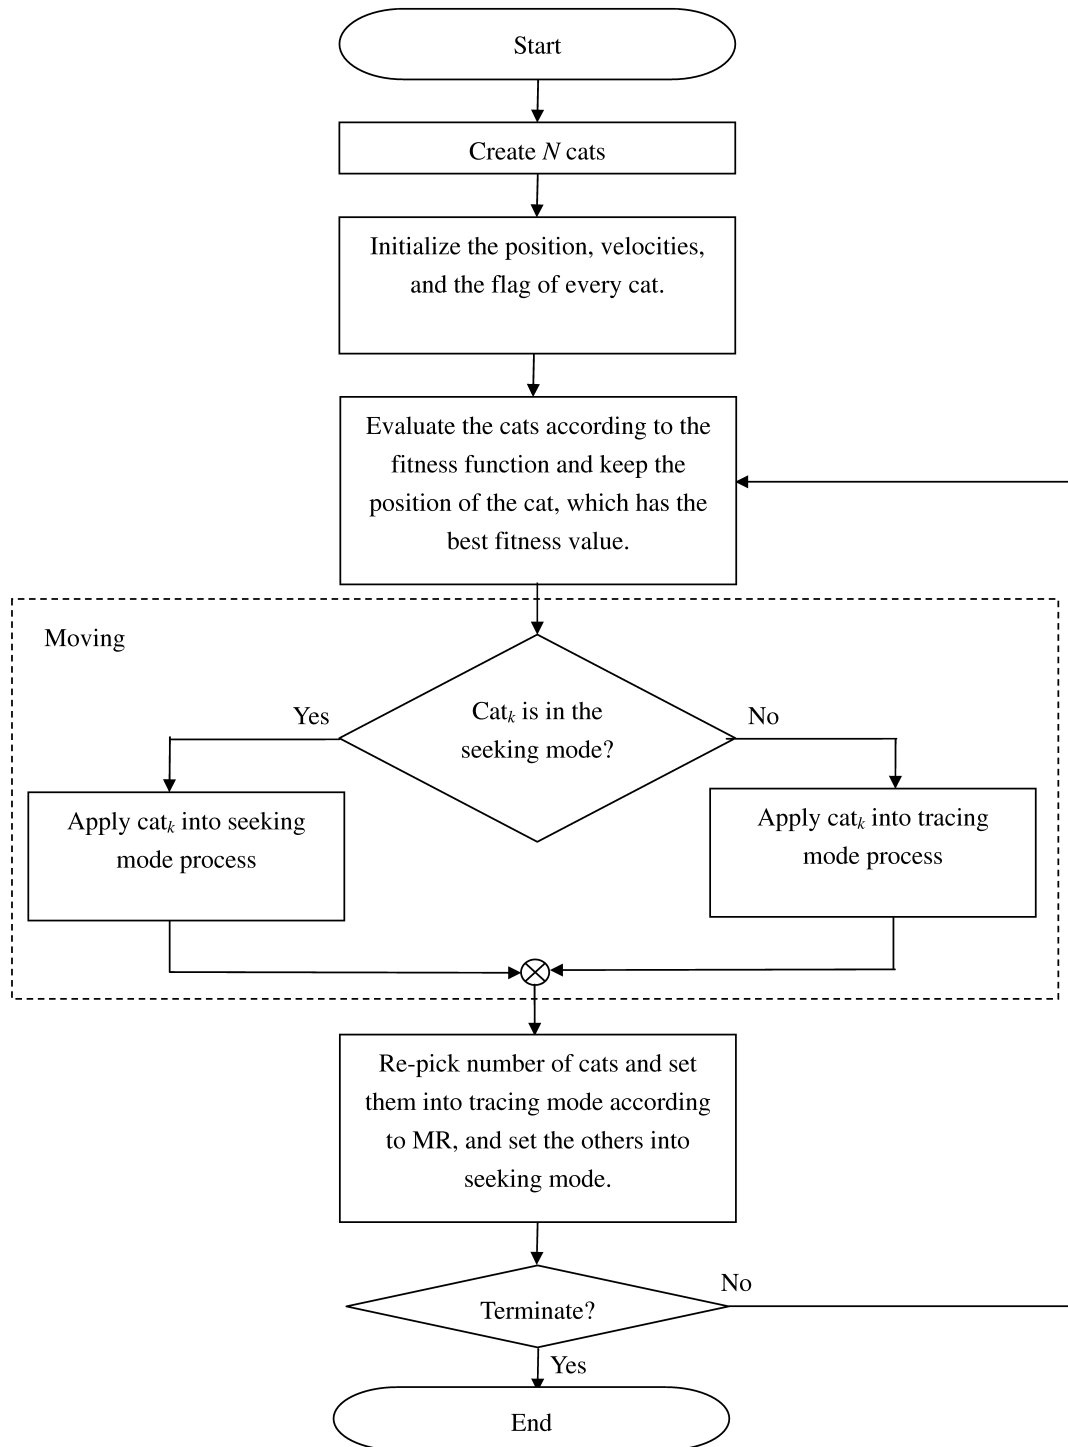 Start
Create N cats
Initialize the position, velocities,
and the flag of every cat.
Evaluate the cats according to the
fitness function and keep the
position of the cat, which has the
best fitness value.
Moving
Catk is in the
seeking mode?
Yes
No
Apply catk into seeking
mode process
Apply catk into tracing
mode process
Re-pick number of cats and set
them into tracing mode according
to MR, and set the others into
seeking mode.
Terminate?
No
Yes
End